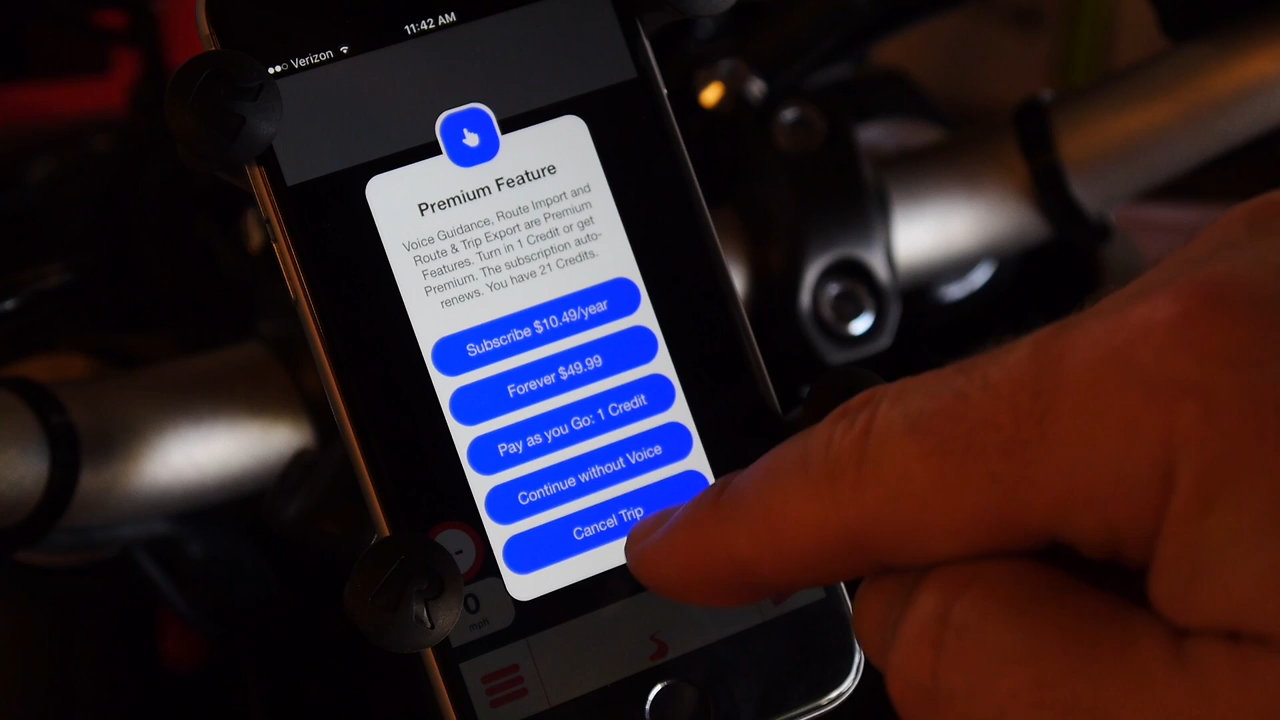 Verizon
11:42 AM
Premium Feature
Voice Guidance, Route Import and
Route & Trip Export are Premium
Features. Turn in 1 Credit or get
Premium. The subscription auto-
renews. You have 21 Credits.
Subscribe $10.49/year
Forever $49.99
Pay as you Go: 1 Credit
Continue without Voice
Cancel Trip
-
0
mph